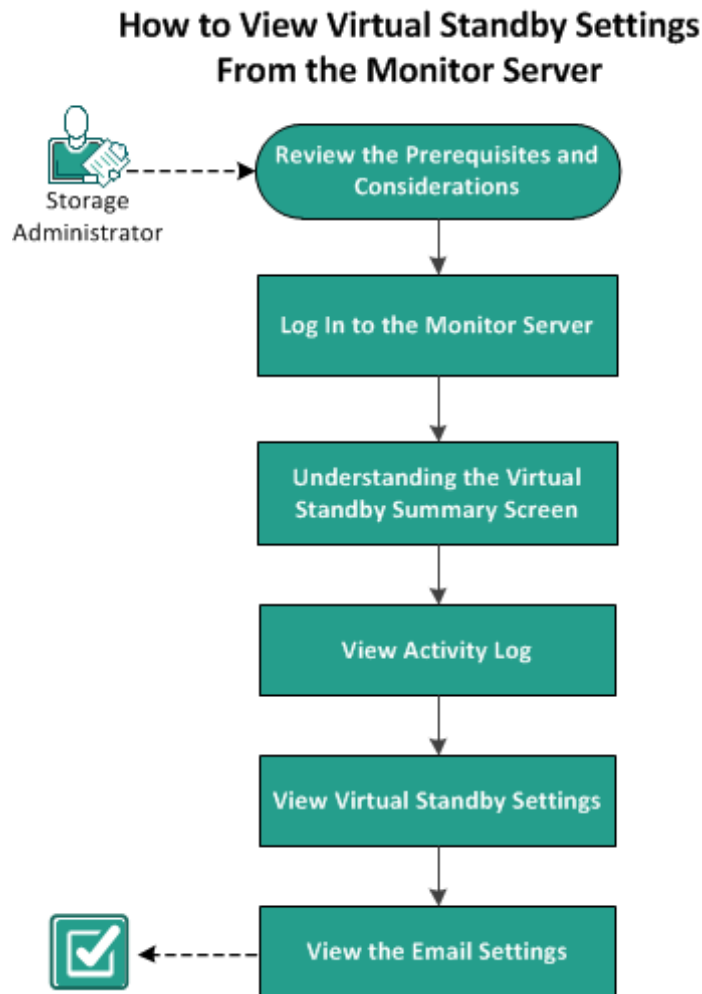 How to View Virtual Standby Settings
From the Monitor Server
Review the Prerequisites and
Considerations
Storage
Administrator
Log In to the Monitor Server
Understanding the Virtual
Standby Summary Screen
View Activity Log
View Virtual Standby Settings
View the Email Settings